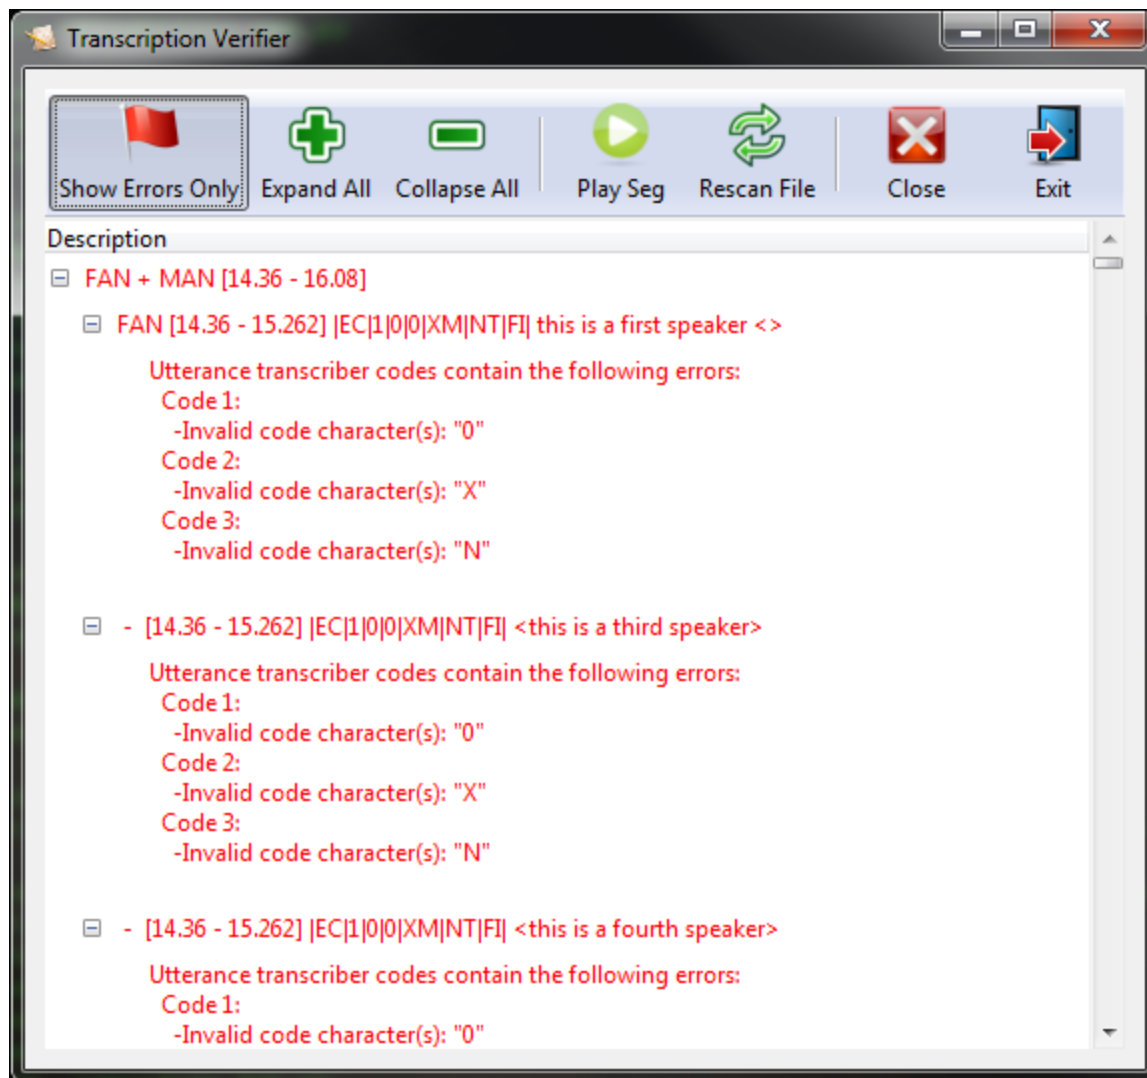 Transcription Verifier
Show Errors Only Expand All Collapse All Play Seg Rescan File Close Exit
Description
FAN + MAN [14.36 - 16.08]
FAN [14.36 - 15.262] |EC|1|0|0|XM|NT|FI| this is a first speaker <>
Utterance transcriber codes contain the following errors:
Code 1:
-Invalid code character(s): "0"
Code 2:
-Invalid code character(s): "X"
Code 3:
-Invalid code character(s): "N"
- [14.36 - 15.262] |EC|1|0|0|XM|NT|FI| <this is a third speaker>
Utterance transcriber codes contain the following errors:
Code 1:
-Invalid code character(s): "0"
Code 2:
-Invalid code character(s): "X"
Code 3:
-Invalid code character(s): "N"
- [14.36 - 15.262] |EC|1|0|0|XM|NT|FI| <this is a fourth speaker>
Utterance transcriber codes contain the following errors:
Code 1:
-Invalid code character(s): "0"